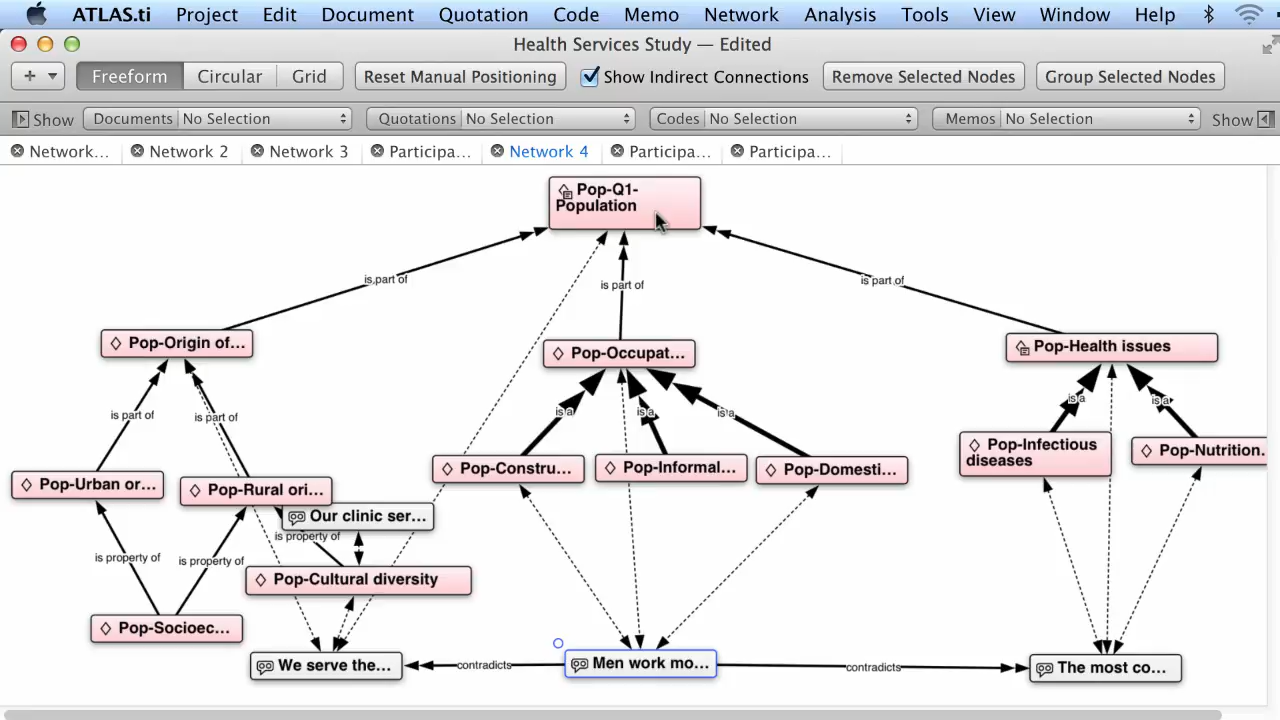 ATLAS.ti Project Edit Document Quotation Code Memo Network Analysis Tools View Window Help
Health Services Study — Edited
+ Freeform Circular Grid Reset Manual Positioning Show Indirect Connections Remove Selected Nodes Group Selected Nodes
Show Documents No Selection Quotations No Selection Codes No Selection Memos No Selection Show
Network... Network 2 Network 3 Participa... Network 4 Participa... Participa...
Pop-Q1-
Population
is part of
is part of
is part of
Pop-Origin of...
Pop-Occupat...
Pop-Health issues
is part of
is part of
is a
is a
is a
is a
is a
Pop-Urban or...
Pop-Rural ori...
Pop-Constru...
Pop-Informal...
Pop-Domesti...
Pop-Infectious
diseases
Pop-Nutrition.
Our clinic ser...
is property of
is property of
is property of
Pop-Cultural diversity
Pop-Socioec...
We serve the...
contradicts
Men work mo...
contradicts
The most co...